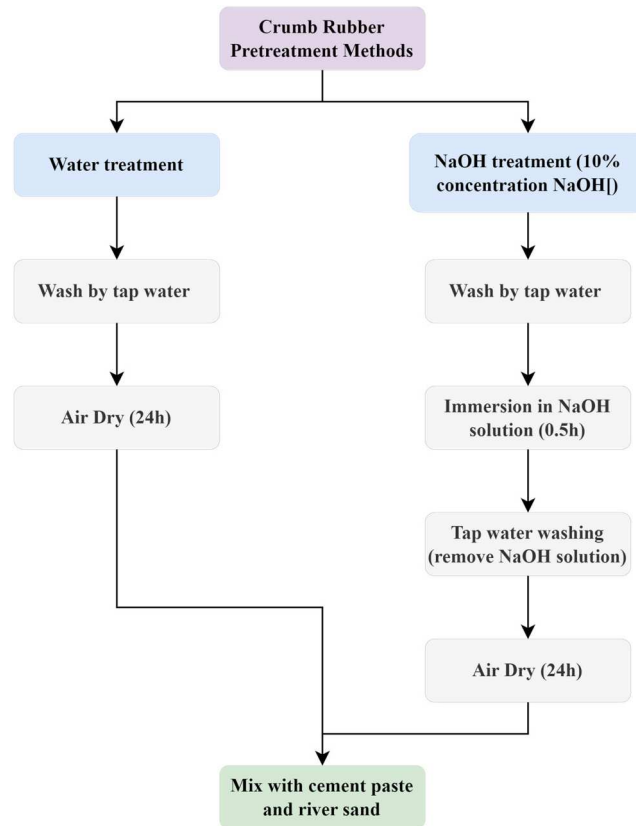 Crumb Rubber
Pretreatment Methods
Water treatment
Wash by tap water
Air Dry (24h)
NaOH treatment (10%
concentration NaOH[)
Wash by tap water
Immersion in NaOH
solution (0.5h)
Tap water washing
(remove NaOH solution)
Air Dry (24h)
Mix with cement paste
and river sand